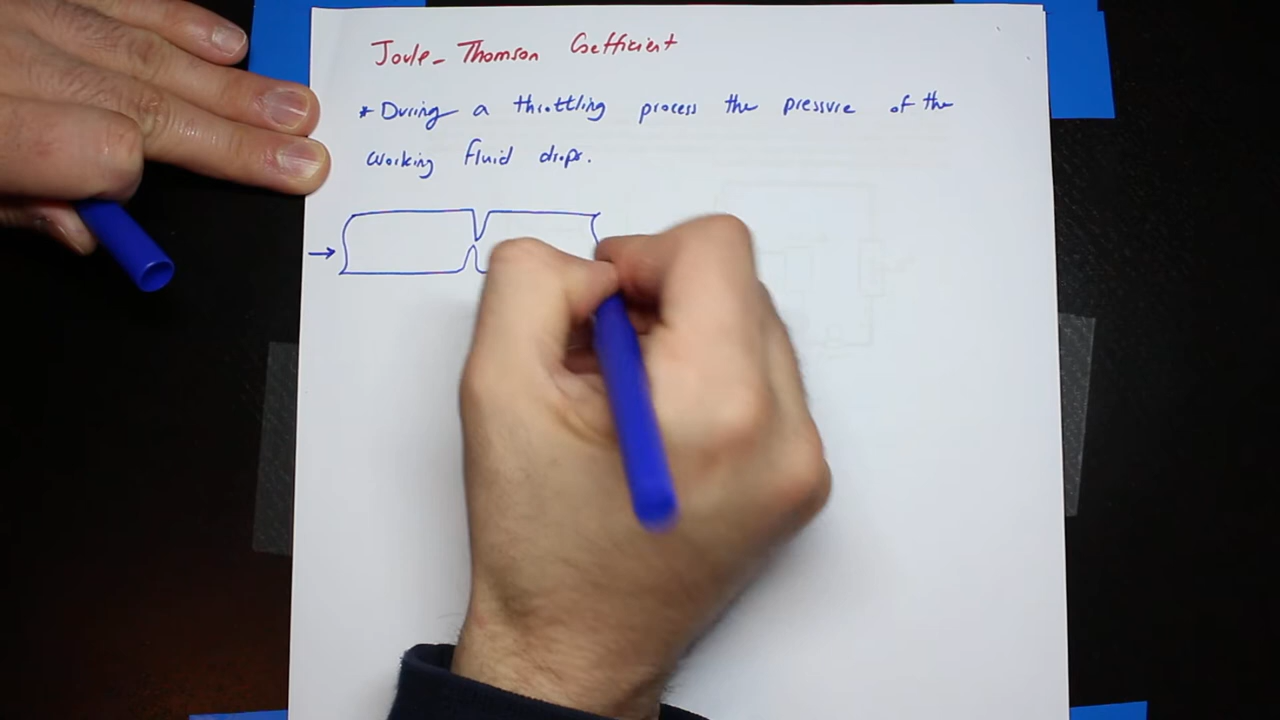 Joule-Thomson Coefficient
* During a throttling process the pressure of the
working fluid drops.